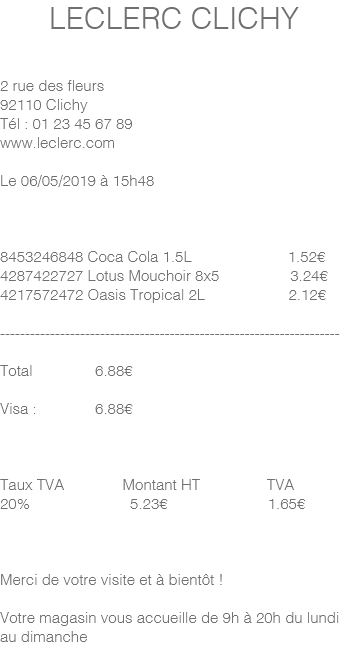 LECLERC CLICHY
2 rue des fleurs
92110 Clichy
Tél : 01 23 45 67 89
www.leclerc.com
Le 06/05/2019 à 15h48
8453246848 Coca Cola 1.5L 1.52€
4287422727 Lotus Mouchoir 8x5 3.24€
4217572472 Oasis Tropical 2L 2.12€
--------------------------------------------------------------------
Total 6.88€
Visa : 6.88€
Taux TVA Montant HT TVA
20% 5.23€ 1.65€
Merci de votre visite et à bientôt !
Votre magasin vous accueille de 9h à 20h du lundi
au dimanche